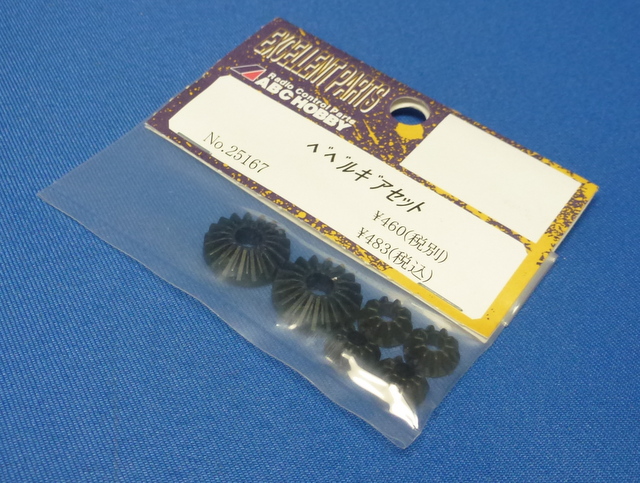 EXCELLENT PARTS
Radio Control Parts
ABC HOBBY
ベベルギアセット
No.25167
¥460(税別)
¥483(税込)